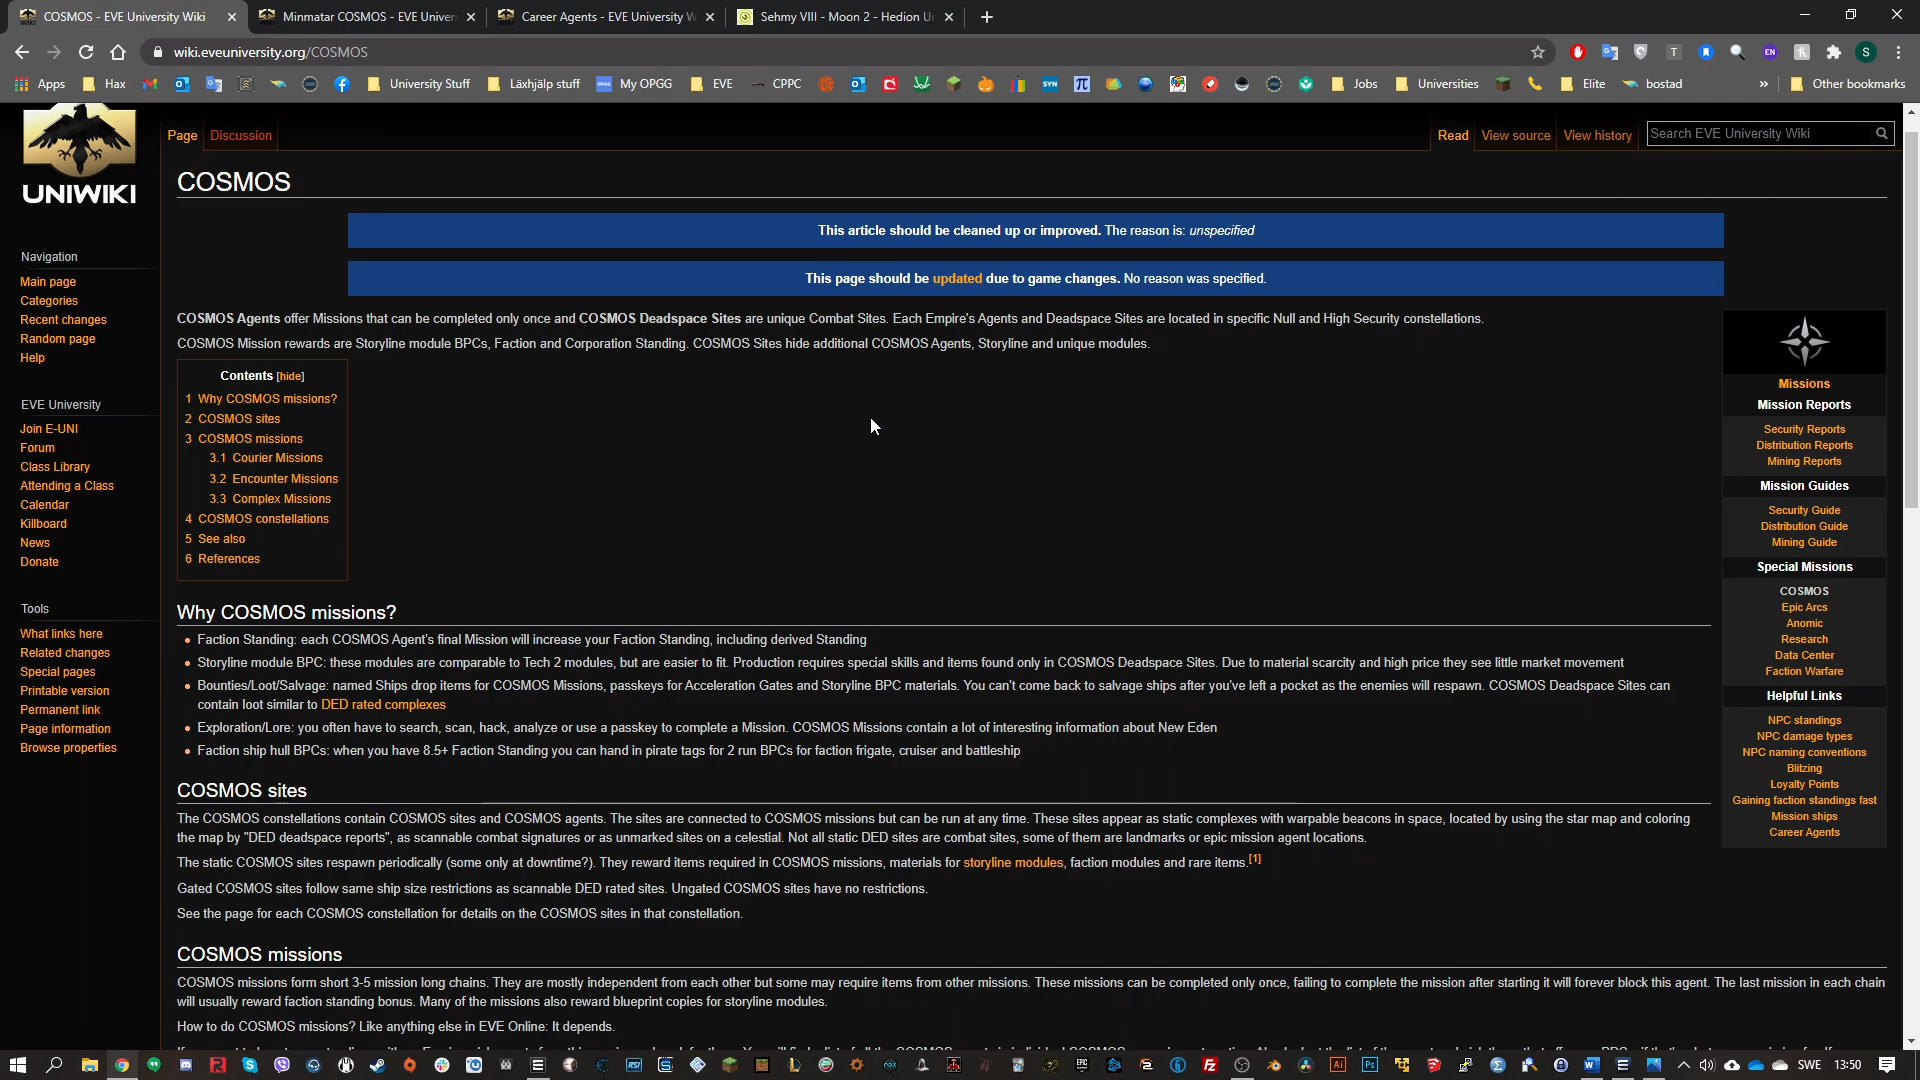 COSMOS - EVE University Wiki
Minmatar COSMOS - EVE Univer
Career Agents - EVE University W
Sehmy VIII - Moon 2 - Hedion Un
wiki.eveuniversity.org/COSMOS
Apps
Hax
University Stuff
Läxhjälp stuff
My OPGG
EVE
CPPC
Jobs
Universities
Elite
bostad
»
Other bookmarks
UNIWIKI
Page
Discussion
Read
View source
View history
Search EVE University Wiki
COSMOS
This article should be cleaned up or improved. The reason is: unspecified
This page should be updated due to game changes. No reason was specified.
COSMOS Agents offer Missions that can be completed only once and COSMOS Deadspace Sites are unique Combat Sites. Each Empire's Agents and Deadspace Sites are located in specific Null and High Security constellations.
COSMOS Mission rewards are Storyline module BPCs, Faction and Corporation Standing. COSMOS Sites hide additional COSMOS Agents, Storyline and unique modules.
Contents [hide]
1 Why COSMOS missions?
2 COSMOS sites
3 COSMOS missions
3.1 Courier Missions
3.2 Encounter Missions
3.3 Complex Missions
4 COSMOS constellations
5 See also
6 References
Navigation
Main page
Categories
Recent changes
Random page
Help
EVE University
Join E-UNI
Forum
Class Library
Attending a Class
Calendar
Killboard
News
Donate
Tools
What links here
Related changes
Special pages
Printable version
Permanent link
Page information
Browse properties
Missions
Mission Reports
Security Reports
Distribution Reports
Mining Reports
Mission Guides
Security Guide
Distribution Guide
Mining Guide
Special Missions
COSMOS
Epic Arcs
Anomic
Research
Data Center
Faction Warfare
Helpful Links
NPC standings
NPC damage types
NPC naming conventions
Blitzing
Loyalty Points
Gaining faction standings fast
Mission ships
Career Agents
Why COSMOS missions?
Faction Standing: each COSMOS Agent's final Mission will increase your Faction Standing, including derived Standing
Storyline module BPC: these modules are comparable to Tech 2 modules, but are easier to fit. Production requires special skills and items found only in COSMOS Deadspace Sites. Due to material scarcity and high price they see little market movement
Bounties/Loot/Salvage: named Ships drop items for COSMOS Missions, passkeys for Acceleration Gates and Storyline BPC materials. You can't come back to salvage ships after you've left a pocket as the enemies will respawn. COSMOS Deadspace Sites can
contain loot similar to DED rated complexes
Exploration/Lore: you often have to search, scan, hack, analyze or use a passkey to complete a Mission. COSMOS Missions contain a lot of interesting information about New Eden
Faction ship hull BPCs: when you have 8.5+ Faction Standing you can hand in pirate tags for 2 run BPCs for faction frigate, cruiser and battleship
COSMOS sites
The COSMOS constellations contain COSMOS sites and COSMOS agents. The sites are connected to COSMOS missions but can be run at any time. These sites appear as static complexes with warpable beacons in space, located by using the star map and coloring
the map by "DED deadspace reports", as scannable combat signatures or as unmarked sites on a celestial. Not all static DED sites are combat sites, some of them are landmarks or epic mission agent locations.
The static COSMOS sites respawn periodically (some only at downtime?). They reward items required in COSMOS missions, materials for storyline modules, faction modules and rare items.[1]
Gated COSMOS sites follow same ship size restrictions as scannable DED rated sites. Ungated COSMOS sites have no restrictions.
See the page for each COSMOS constellation for details on the COSMOS sites in that constellation.
COSMOS missions
COSMOS missions form short 3-5 mission long chains. They are mostly independent from each other but some may require items from other missions. These missions can be completed only once, failing to complete the mission after starting it will forever block this agent. The last mission in each chain
will usually reward faction standing bonus. Many of the missions also reward blueprint copies for storyline modules.
How to do COSMOS missions? Like anything else in EVE Online: It depends.
SWE
13:50